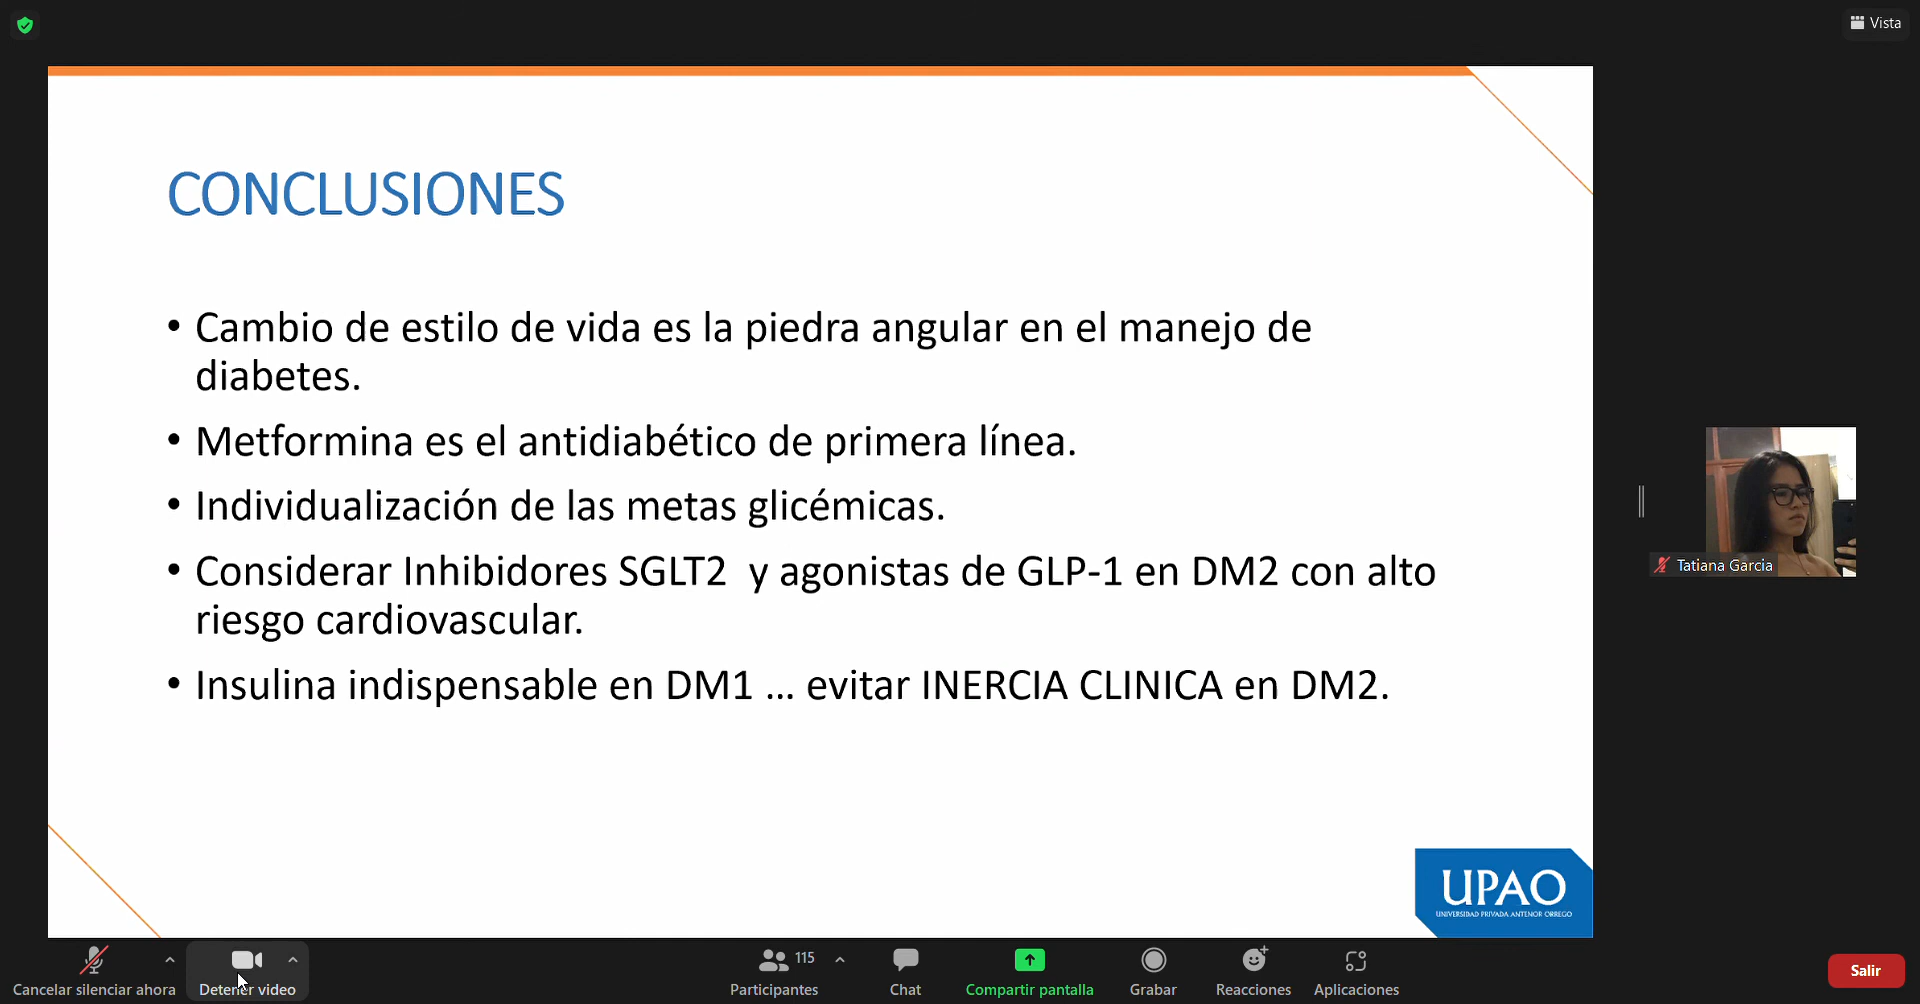 Vista
CONCLUSIONES
• Cambio de estilo de vida es la piedra angular en el manejo de
diabetes.
• Metformina es el antidiabético de primera línea.
• Individualización de las metas glicémicas.
• Considerar Inhibidores SGLT2 y agonistas de GLP-1 en DM2 con alto
riesgo cardiovascular.
• Insulina indispensable en DM1 ... evitar INERCIA CLINICA en DM2.
Tatiana Garcia
UPAO
UNIVERSIDAD PRIVADA ANTENOR ORREGO
115
Cancelar silenciar ahora
Detener video
Participantes
Chat
Compartir pantalla
Grabar
Reacciones
Aplicaciones
Salir